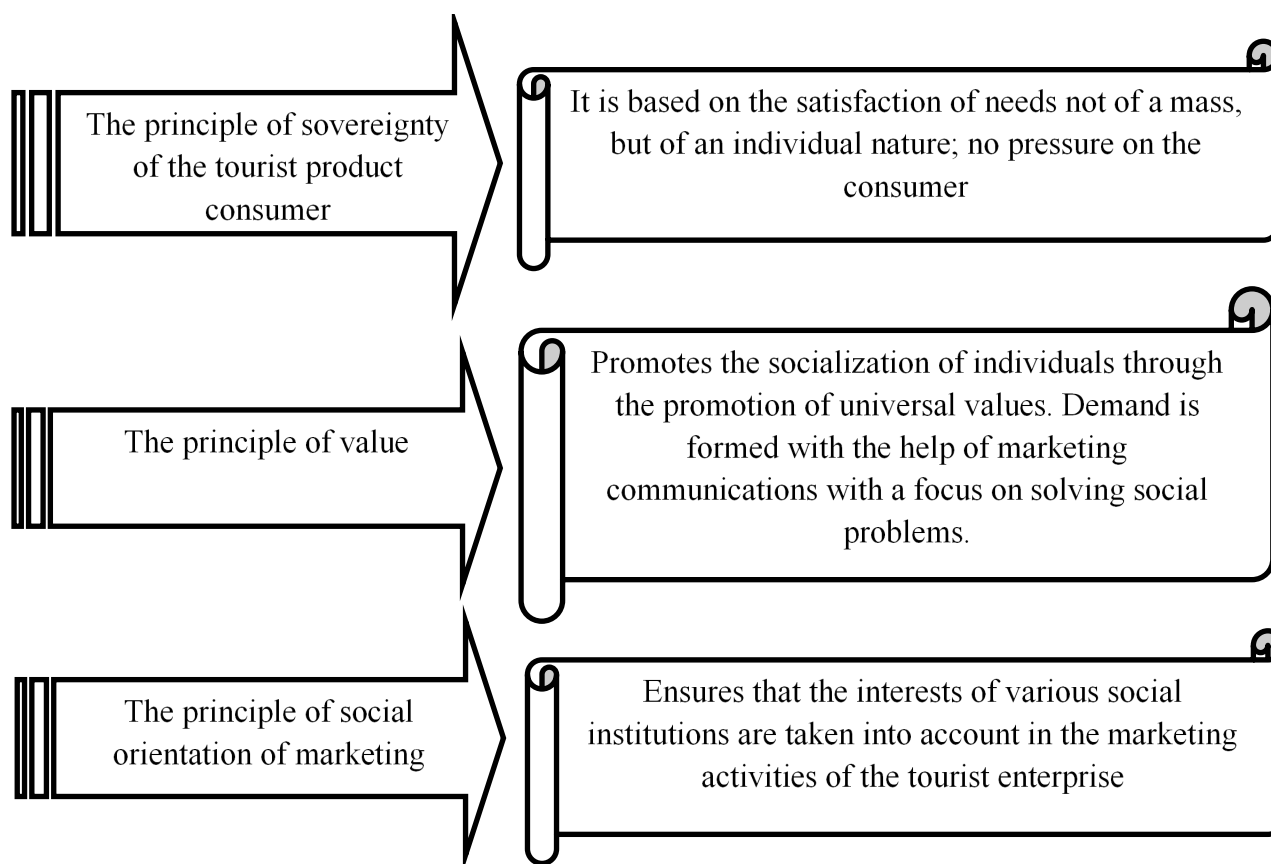 The principle of sovereignty
of the tourist product
consumer
It is based on the satisfaction of needs not of a mass,
but of an individual nature; no pressure on the
consumer
The principle of value
Promotes the socialization of individuals through
the promotion of universal values. Demand is
formed with the help of marketing
communications with a focus on solving social
problems.
The principle of social
orientation of marketing
Ensures that the interests of various social
institutions are taken into account in the marketing
activities of the tourist enterprise